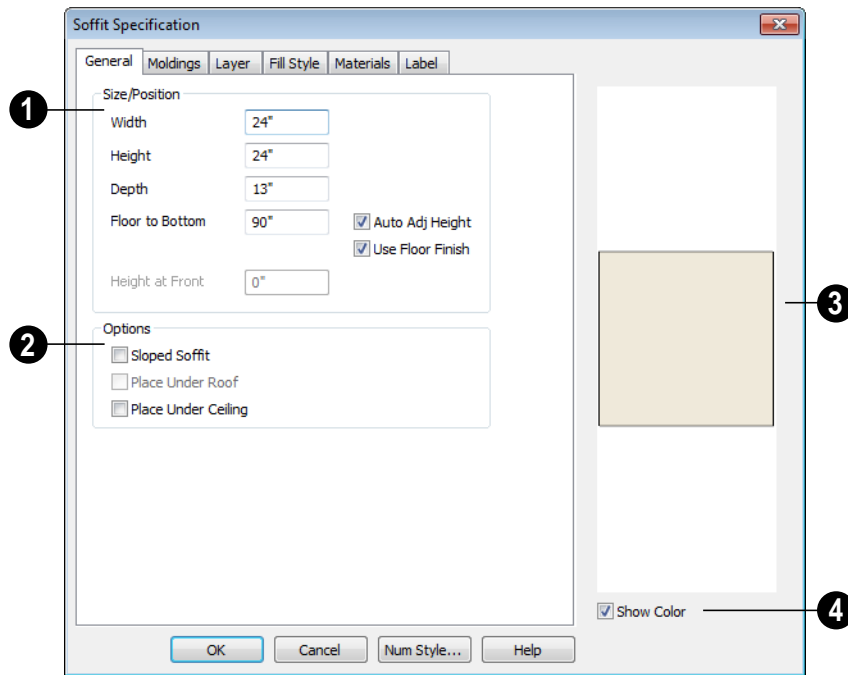 Soffit Specification
General Moldings Layer Fill Style Materials Label
1
Size/Position
Width 24"
Height 24"
Depth 13"
Floor to Bottom 90" Auto Adj Height
Use Floor Finish
Height at Front 0"
2
Options
Sloped Soffit
Place Under Roof
Place Under Ceiling
3
Show Color
4
OK Cancel Num Style... Help